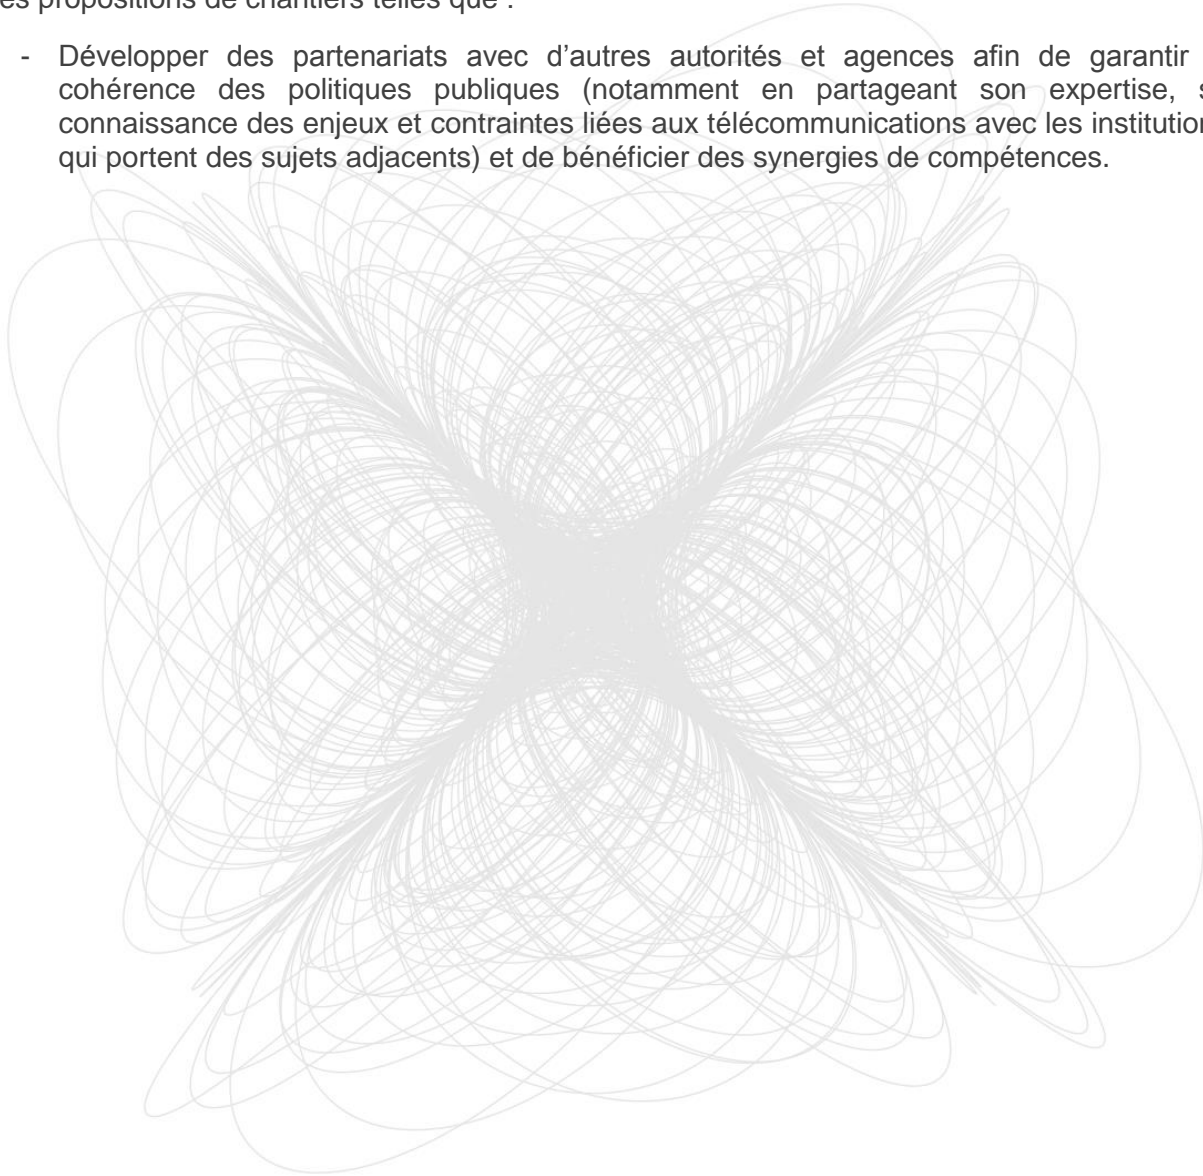 es propositions de chantiers telles que :
- Développer des partenariats avec d'autres autorités et agences afin de garantir
cohérence des politiques publiques (notamment en partageant son expertise, s
connaissance des enjeux et contraintes liées aux télécommunications avec les institution
qui portent des sujets adjacents) et de bénéficier des synergies de compétences.